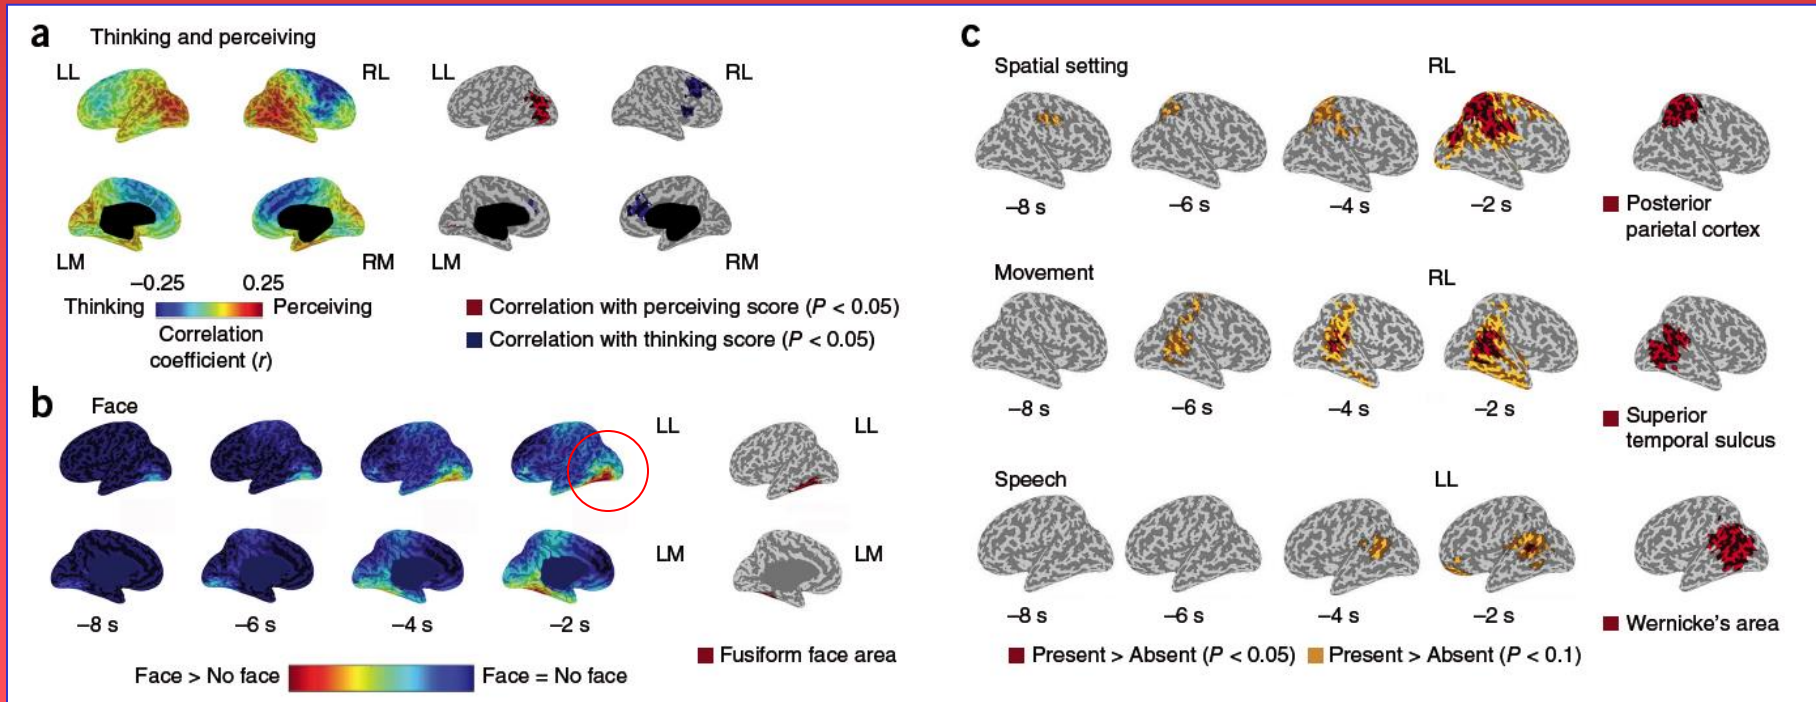 a
Thinking and perceiving
LL
RL
LL
RL
LM
RM
LM
RM
–0.25
0.25
Thinking
Perceiving
Correlation
coefficient (r)
Correlation with perceiving score (P < 0.05)
Correlation with thinking score (P < 0.05)
b
Face
LL
LL
LM
LM
–8 s
–6 s
–4 s
–2 s
Face > No face
Face = No face
Fusiform face area
c
Spatial setting
RL
–8 s
–6 s
–4 s
–2 s
Posterior
parietal cortex
Movement
RL
–8 s
–6 s
–4 s
–2 s
Superior
temporal sulcus
Speech
LL
–8 s
–6 s
–4 s
–2 s
Wernicke’s area
Present > Absent (P < 0.05)
Present > Absent (P < 0.1)